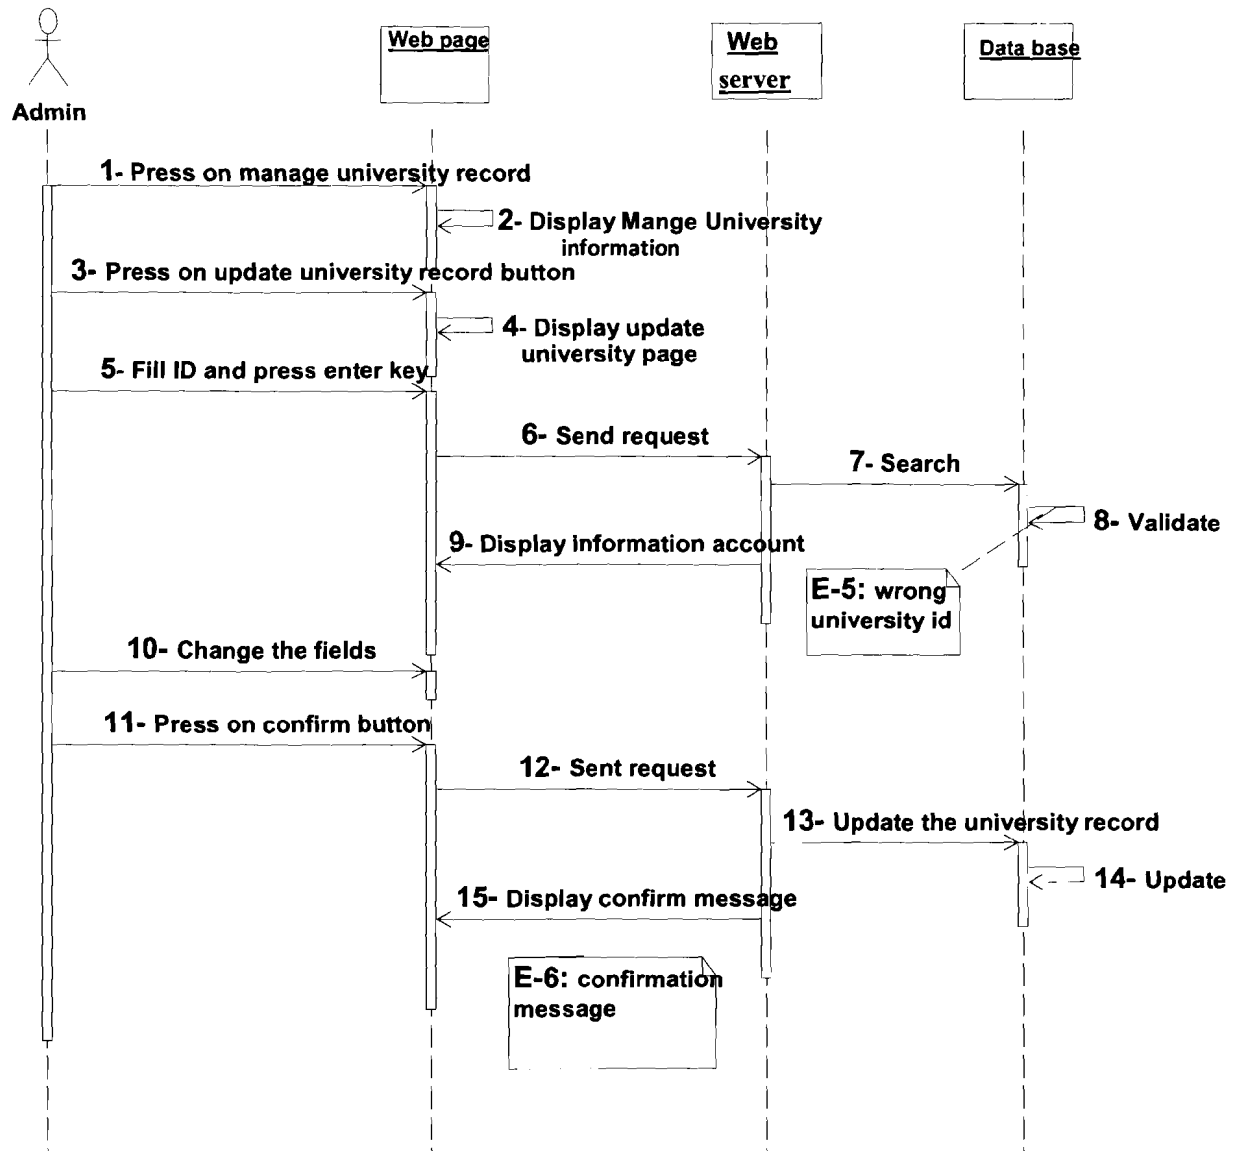 Admin
Web page
Web
server
Data base
1- Press on manage university record
2- Display Mange University
information
3- Press on update university record button
4- Display update
university page
5- Fill ID and press enter key
6- Send request
7- Search
8- Validate
9- Display information account
E-5: wrong
university id
10- Change the fields
11- Press on confirm button
12- Sent request
13- Update the university record
14- Update
15- Display confirm message
E-6: confirmation
message